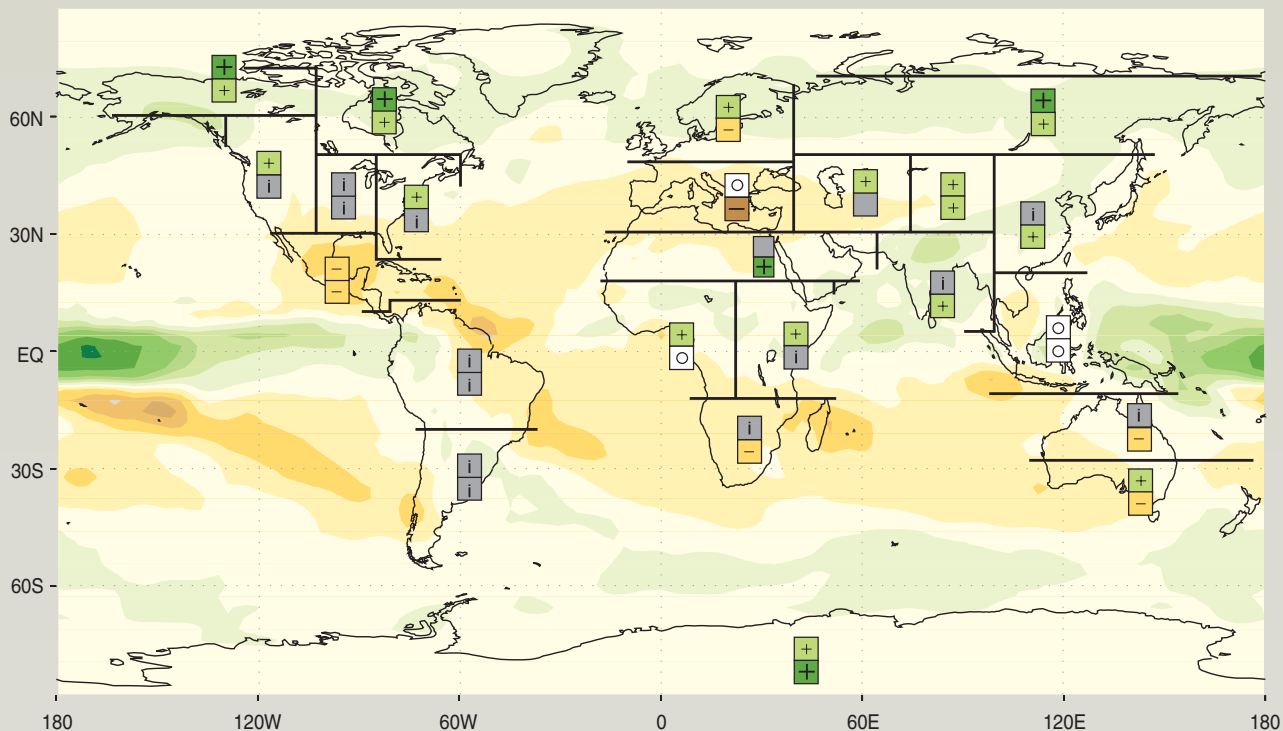 +
+
+
+
+
−
+
+
+
i
i
i
+
i
○
−
+
+
+
i
+
−
−
+
i
+
+
○
+
i
○
○
i
i
i
−
i
−
i
i
+
−
+
+
60N
30N
EQ
30S
60S
180 120W 60W 0 60E 120E 180